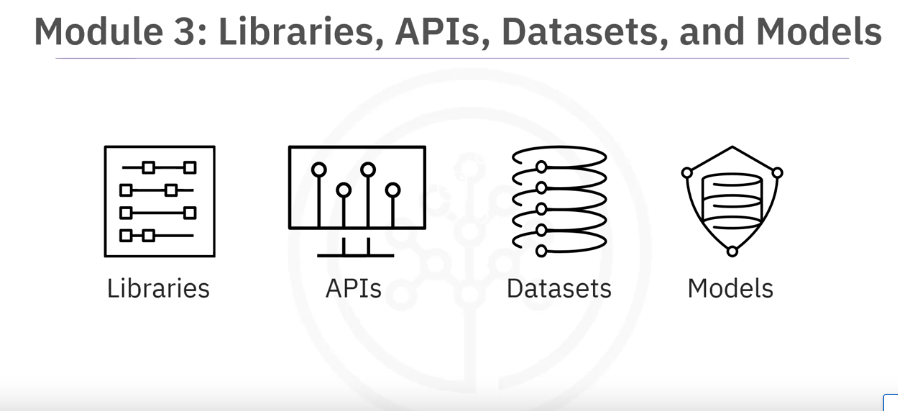 Module 3: Libraries, APIs, Datasets, and Models
Libraries
APIs
Datasets
Models